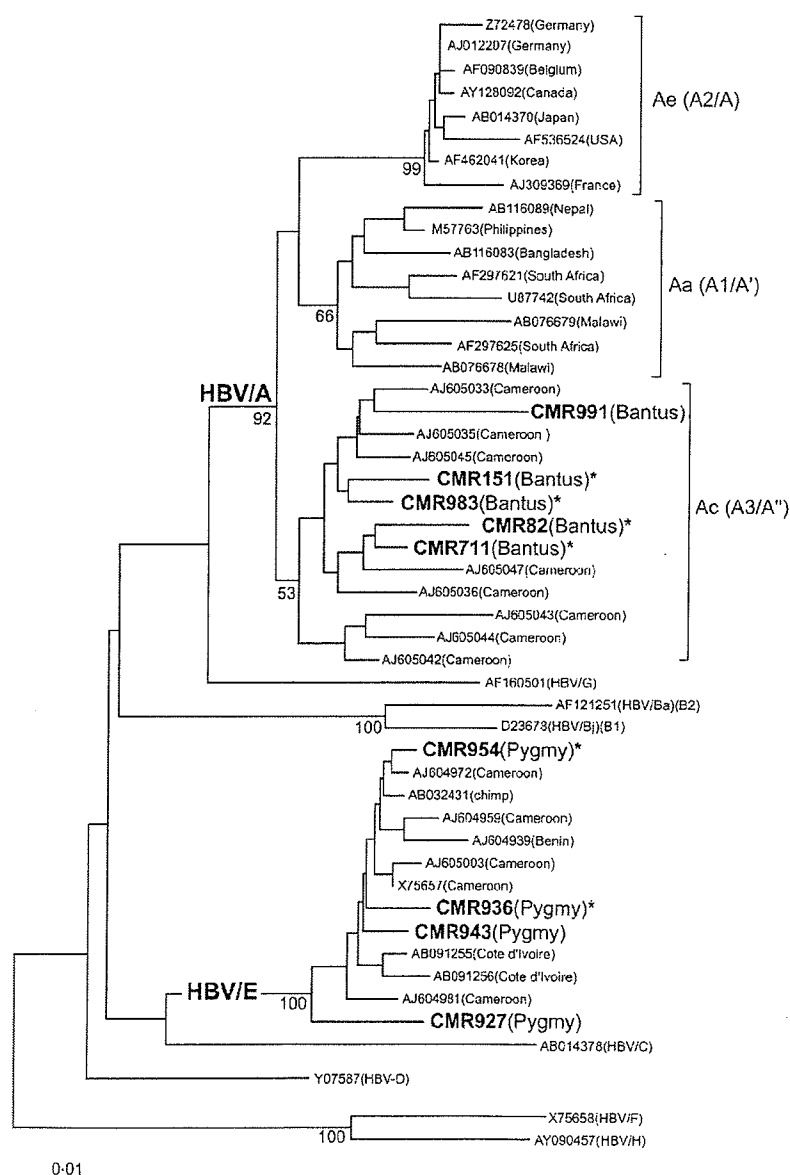 Z72478(Germany)
AJ012207(Germany)
AF090839(Belgium)
AY128092(Canada)
Ae (A2/A)
AB014370(Japan)
AF536524(USA)
AF462041(Korea)
99
AJ309369(France)
AB116089(Nepal)
M57763(Philippines)
AB116083(Bangladesh)
AF297621(South Africa)
Aa (A1/A')
U87742(South Africa)
66
AB076679(Malawi)
AF297625(South Africa)
AB076678(Malawi)
HBV/A
92
AJ605033(Cameroon)
CMR991(Bantus)
AJ605035(Cameroon )
AJ605045(Cameroon)
CMR151(Bantus)*
CMR983(Bantus)*
Ac (A3/A")
CMR82(Bantus)*
CMR711(Bantus)*
AJ605047(Cameroon)
53
AJ605036(Cameroon)
AJ605043(Cameroon)
AJ605044(Cameroon)
AJ605042(Cameroon)
AF160501(HBV/G)
AF121251(HBV/Ba)(B2)
100
D23678(HBV/Bj)(B1)
CMR954(Pygmy)*
AJ604972(Cameroon)
AB032431(chimp)
AJ604959(Cameroon)
AJ604939(Benin)
AJ605003(Cameroon)
X75657(Cameroon)
CMR936(Pygmy)*
CMR943(Pygmy)
AB091255(Cote d'Ivoire)
AB091256(Cote d'Ivoire)
HBV/E
100
AJ604981(Cameroon)
CMR927(Pygmy)
AB014378(HBV/C)
Y07587(HBV-D)
X75658(HBV/F)
100
AY090457(HBV/H)
0·01